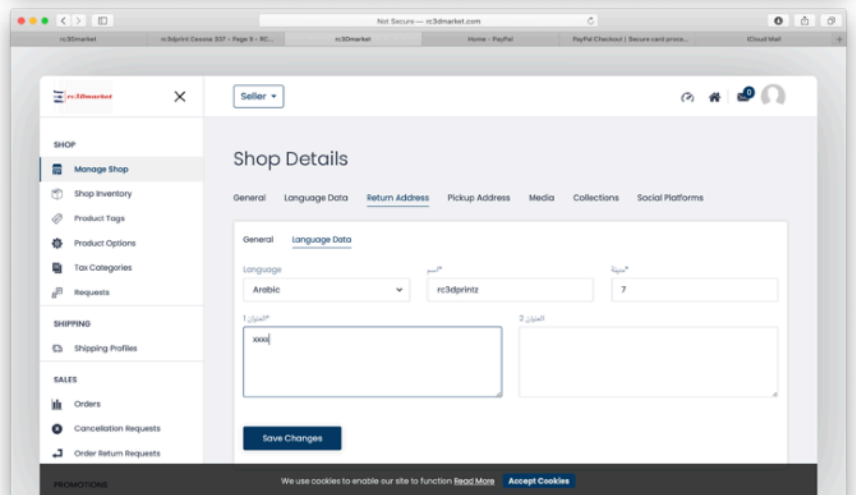 Not Secure — rc3dmarket.com
rc3Dmarket
rc3dprint Cessna 337 - Page 5 - RC...
rc3Dmarket
Home - PayPal
PayPal Checkout | Secure card proce...
iCloud Mail
rc3Dmarket
Seller
0
SHOP
Manage Shop
Shop Inventory
Product Tags
Product Options
Tax Categories
Requests
SHIPPING
Shipping Profiles
SALES
Orders
Cancellation Requests
Order Return Requests
PROMOTIONS
Shop Details
General Language Data Return Address Pickup Address Media Collections Social Platforms
General Language Data
Language
Arabic
اسم*
rc3dprintz
مدينة*
7
العنوان 1*
xxxx
العنوان 2
Save Changes
We use cookies to enable our site to function Read More Accept Cookies